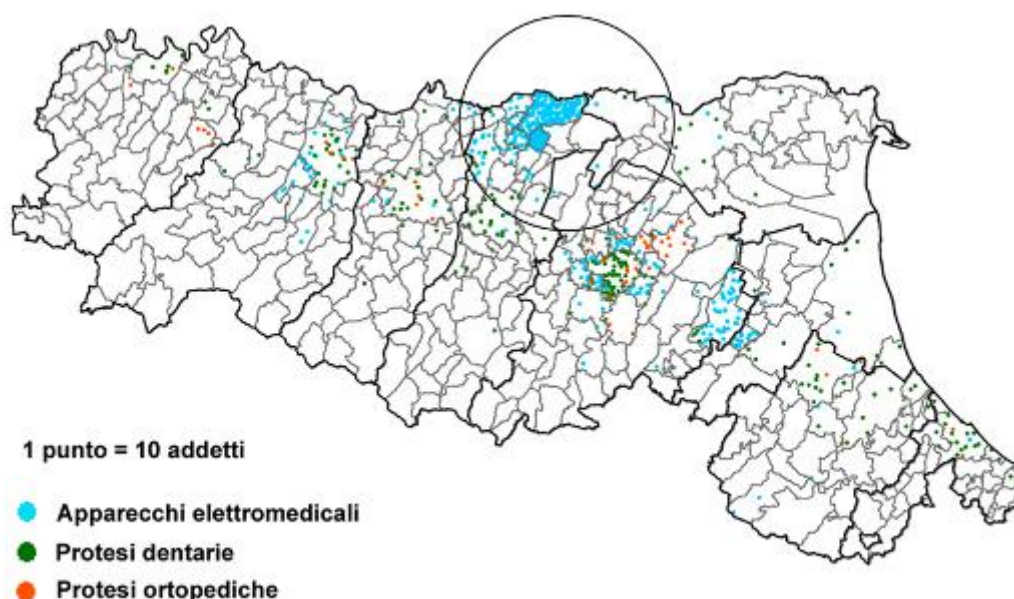 1 punto = 10 addetti
Apparecchi elettromedicali
Protesi dentarie
Protesi ortopediche